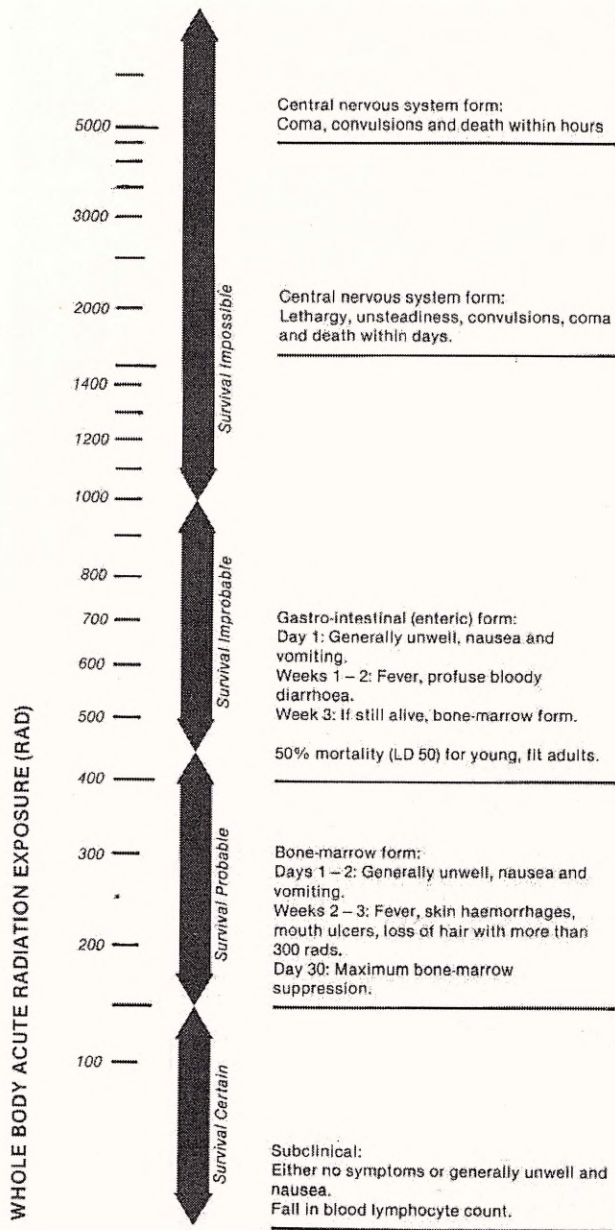 5000
3000
2000
1400
1200
1000
800
700
600
500
400
300
200
100
WHOLE BODY ACUTE RADIATION EXPOSURE (RAD)
Survival Impossible
Survival Improbable
Survival Probable
Survival Certain
Central nervous system form:
Coma, convulsions and death within hours
Central nervous system form:
Lethargy, unsteadiness, convulsions, coma
and death within days.
Gastro-intestinal (enteric) form:
Day 1: Generally unwell, nausea and
vomiting.
Weeks 1 – 2: Fever, profuse bloody
diarrhoea.
Week 3: If still alive, bone-marrow form.
50% mortality (LD 50) for young, fit adults.
Bone-marrow form:
Days 1 – 2: Generally unwell, nausea and
vomiting.
Weeks 2 – 3: Fever, skin haemorrhages,
mouth ulcers, loss of hair with more than
300 rads.
Day 30: Maximum bone-marrow
suppression.
Subclinical:
Either no symptoms or generally unwell and
nausea.
Fall in blood lymphocyte count.